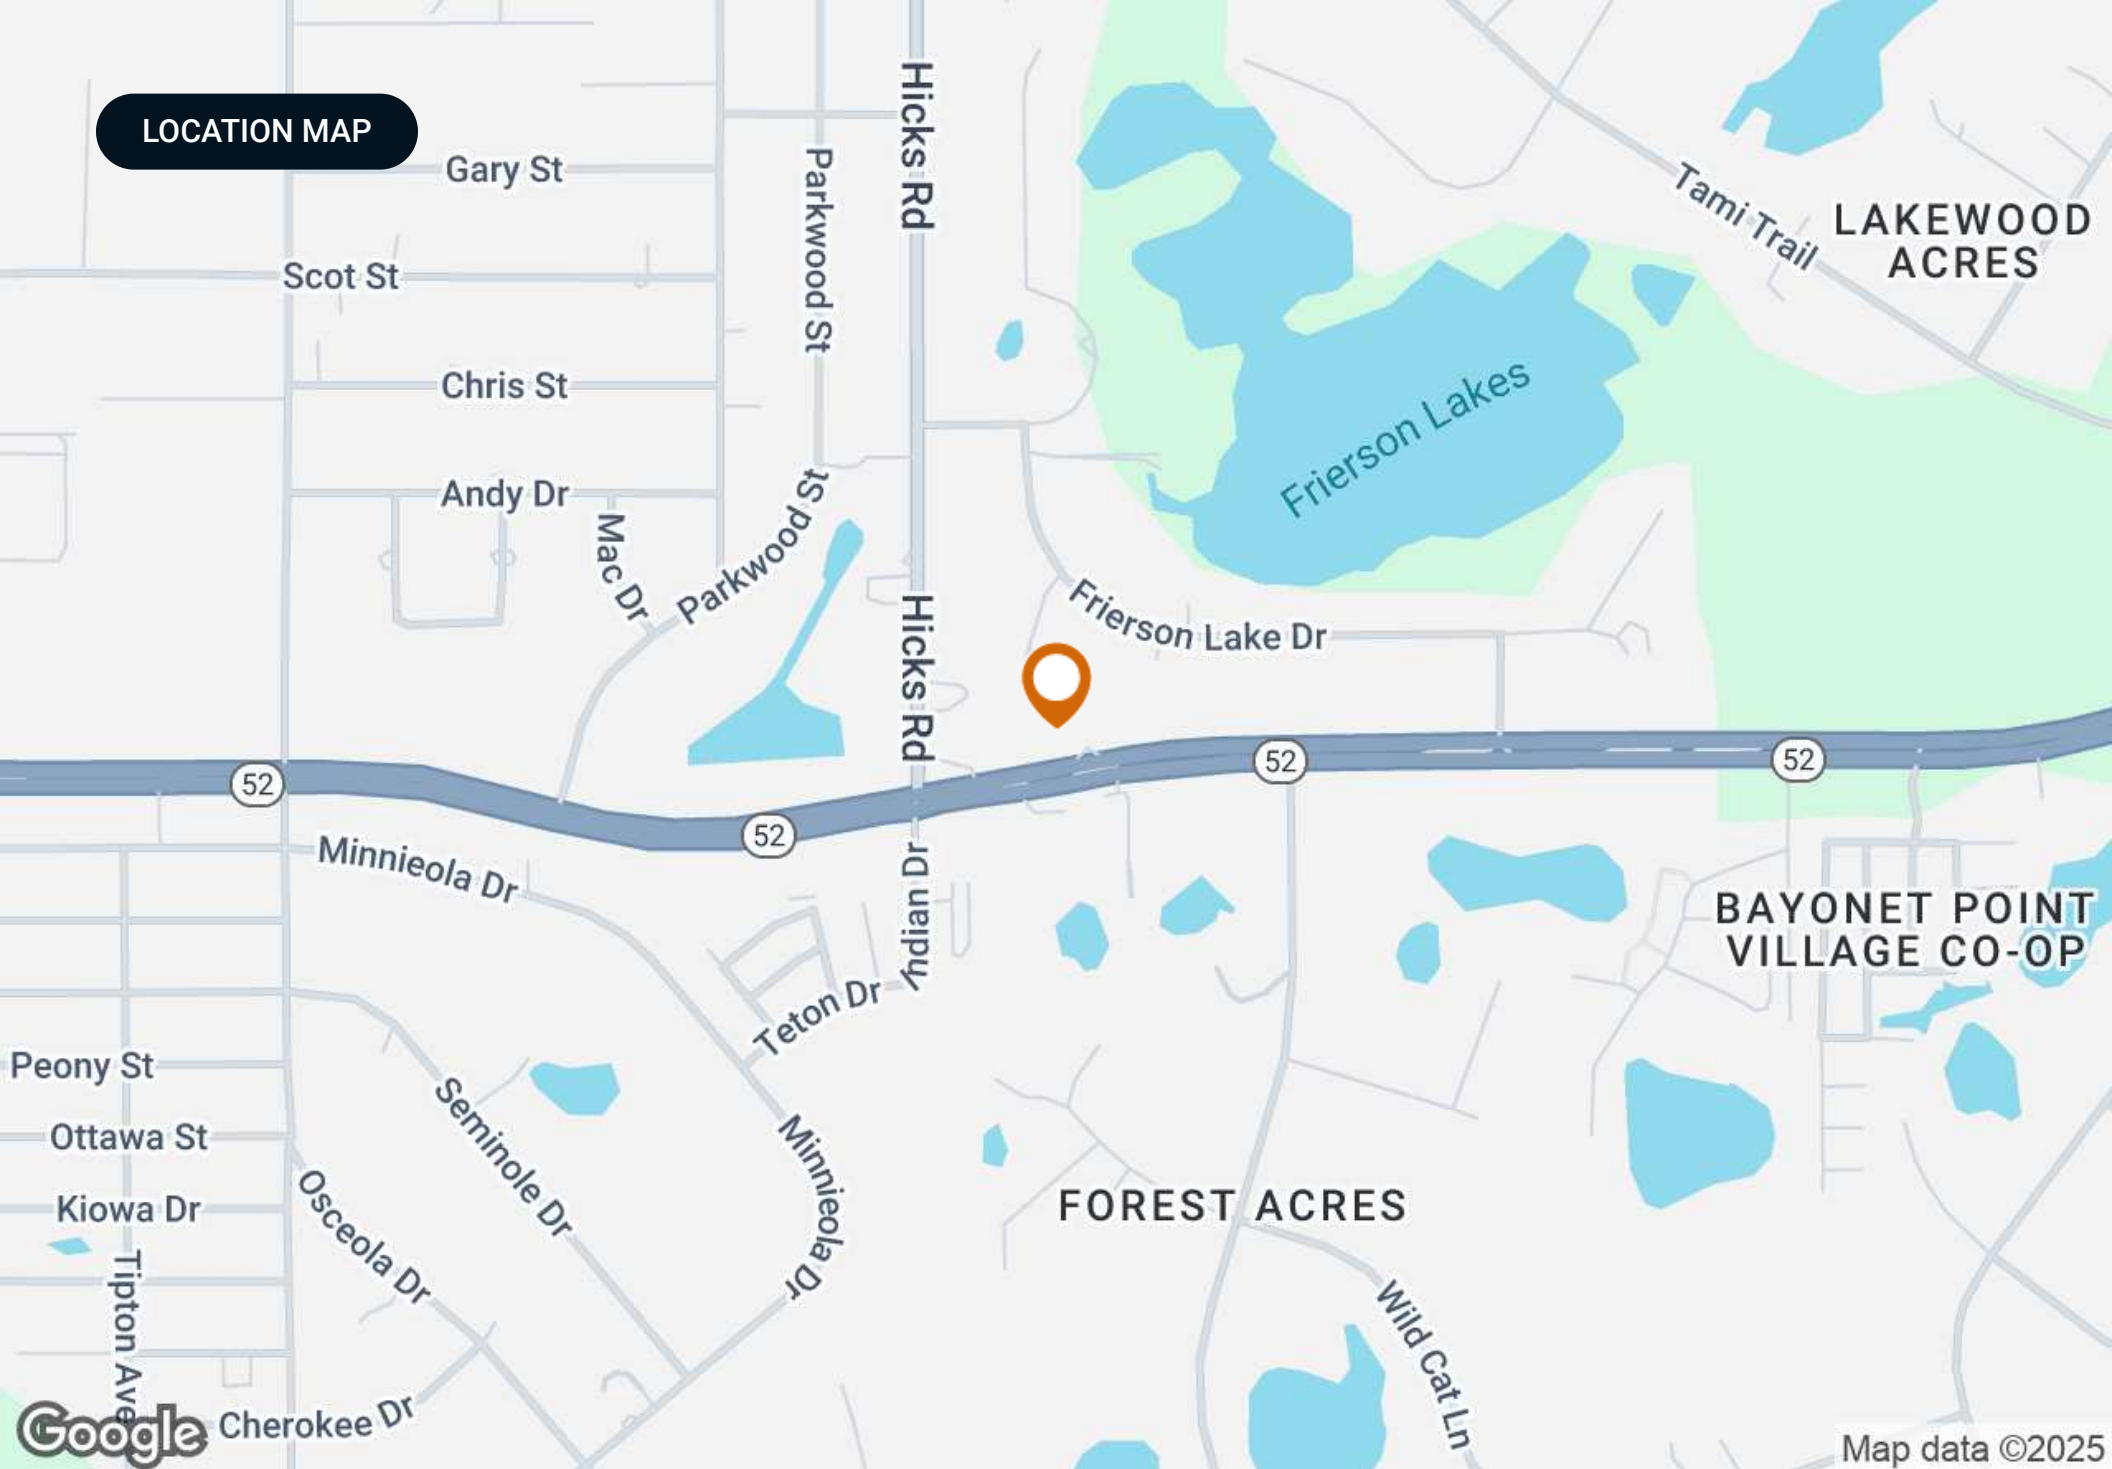 Hicks Rd
LOCATION MAP
Gary St
Parkwood St
Tami Trail
LAKEWOOD
ACRES
Scot St
Chris St
Frierson Lakes
Andy Dr
Mac Dr
Parkwood St
Hicks Rd
Frierson Lake Dr
52
52
52
52
Minnieola Dr
Indian Dr
BAYONET POINT
VILLAGE CO-OP
Teton Dr
Peony St
Seminole Dr
Ottawa St
Minnieola Dr
Osceola Dr
Kiowa Dr
FOREST ACRES
Tipton Ave
Wild Cat Ln
Cherokee Dr
Google
Map data ©2025